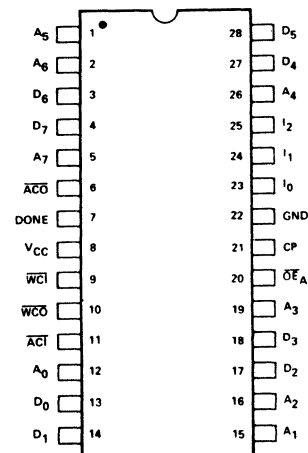 A5 1 28 D5
A6 2 27 D4
D6 3 26 A4
D7 4 25 I2
A7 5 24 I1
ACO 6 23 I0
DONE 7 22 GND
VCC 8 21 CP
WCI 9 20 OEA
WCO 10 19 A3
ACI 11 18 D3
A0 12 17 D2
D0 13 16 A2
D1 14 15 A1